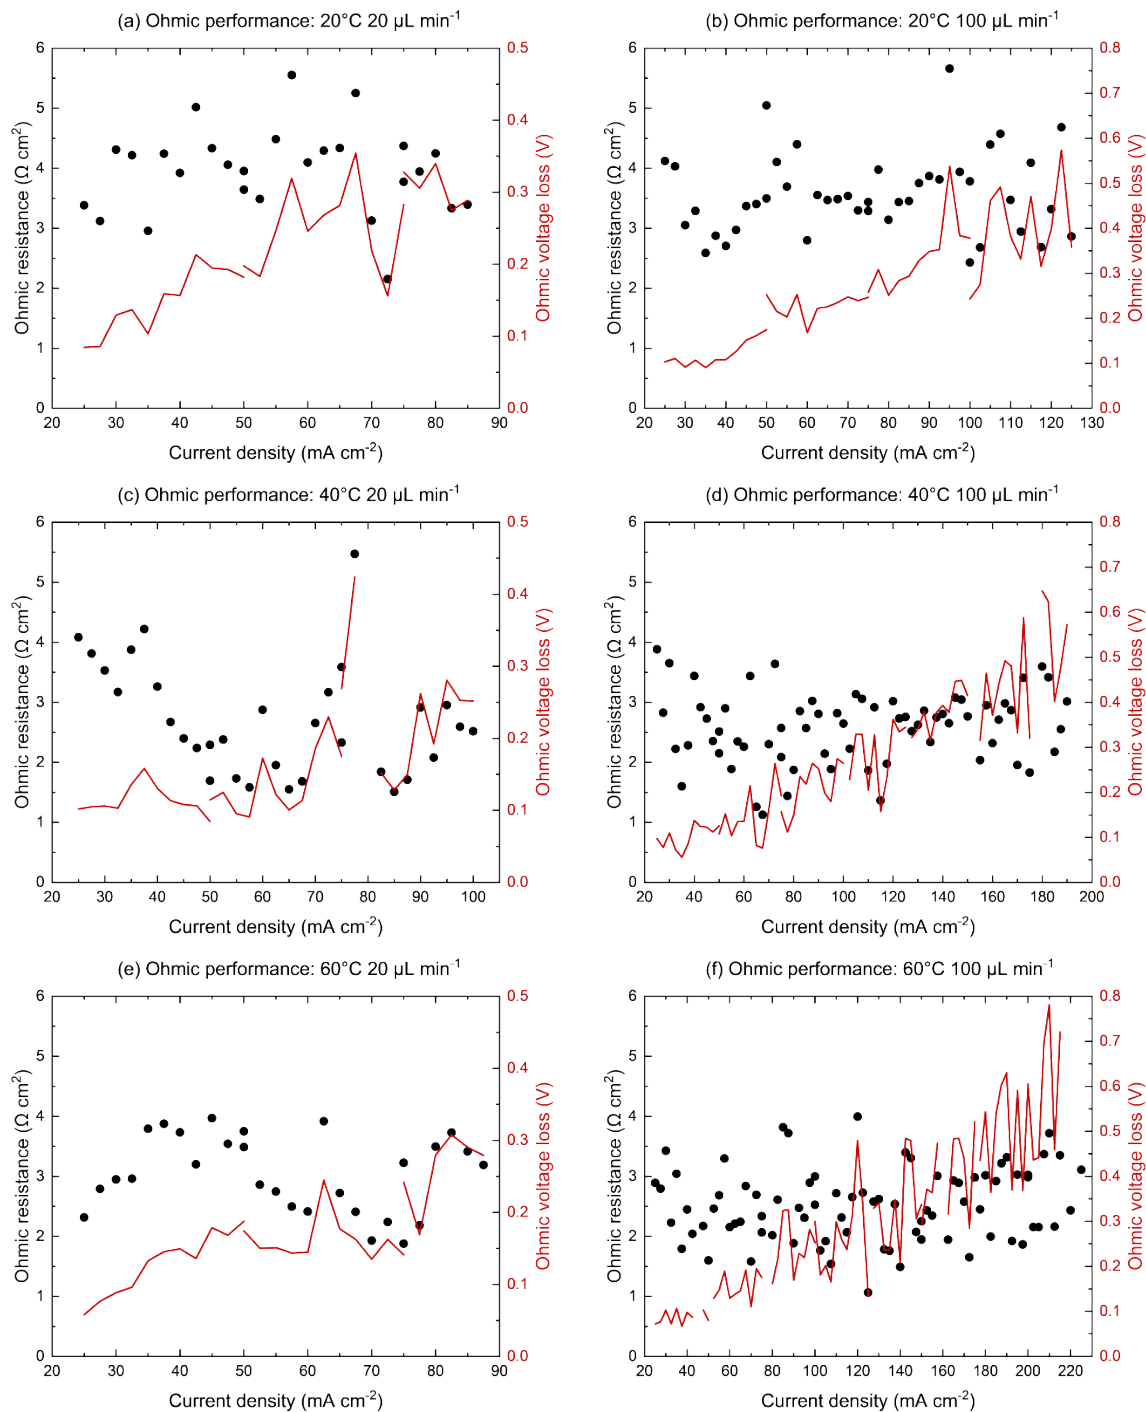 (a) Ohmic performance: 20°C 20 µL min⁻¹
Ohmic resistance (Ω cm²)
6
5
4
3
2
1
0
0.5
0.4
0.3
0.2
0.1
0.0
Ohmic voltage loss (V)
20 30 40 50 60 70 80 90
Current density (mA cm⁻²)
(b) Ohmic performance: 20°C 100 µL min⁻¹
Ohmic resistance (Ω cm²)
6
5
4
3
2
1
0
0.8
0.7
0.6
0.5
0.4
0.3
0.2
0.1
0.0
Ohmic voltage loss (V)
20 30 40 50 60 70 80 90 100 110 120 130
Current density (mA cm⁻²)
(c) Ohmic performance: 40°C 20 µL min⁻¹
Ohmic resistance (Ω cm²)
6
5
4
3
2
1
0
0.5
0.4
0.3
0.2
0.1
0.0
Ohmic voltage loss (V)
20 30 40 50 60 70 80 90 100
Current density (mA cm⁻²)
(d) Ohmic performance: 40°C 100 µL min⁻¹
Ohmic resistance (Ω cm²)
6
5
4
3
2
1
0
0.8
0.7
0.6
0.5
0.4
0.3
0.2
0.1
0.0
Ohmic voltage loss (V)
20 40 60 80 100 120 140 160 180 200
Current density (mA cm⁻²)
(e) Ohmic performance: 60°C 20 µL min⁻¹
Ohmic resistance (Ω cm²)
6
5
4
3
2
1
0
0.5
0.4
0.3
0.2
0.1
0.0
Ohmic voltage loss (V)
20 30 40 50 60 70 80 90
Current density (mA cm⁻²)
(f) Ohmic performance: 60°C 100 µL min⁻¹
Ohmic resistance (Ω cm²)
6
5
4
3
2
1
0
0.8
0.7
0.6
0.5
0.4
0.3
0.2
0.1
0.0
Ohmic voltage loss (V)
20 40 60 80 100 120 140 160 180 200 220
Current density (mA cm⁻²)